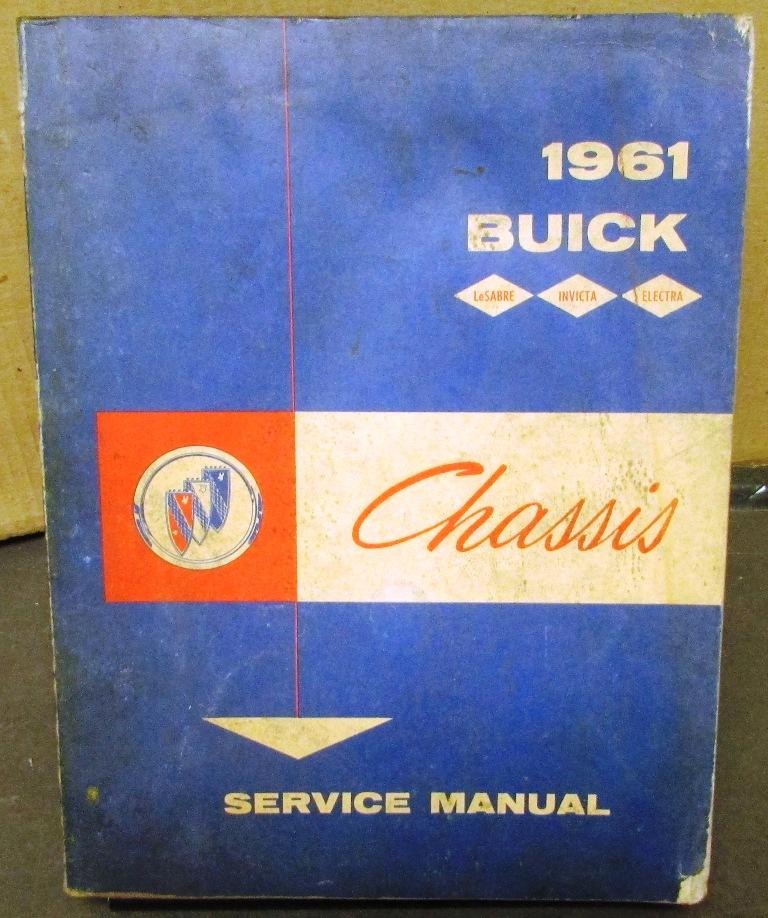 1961
BUICK
LeSABRE INVICTA ELECTRA
Chassis
SERVICE MANUAL